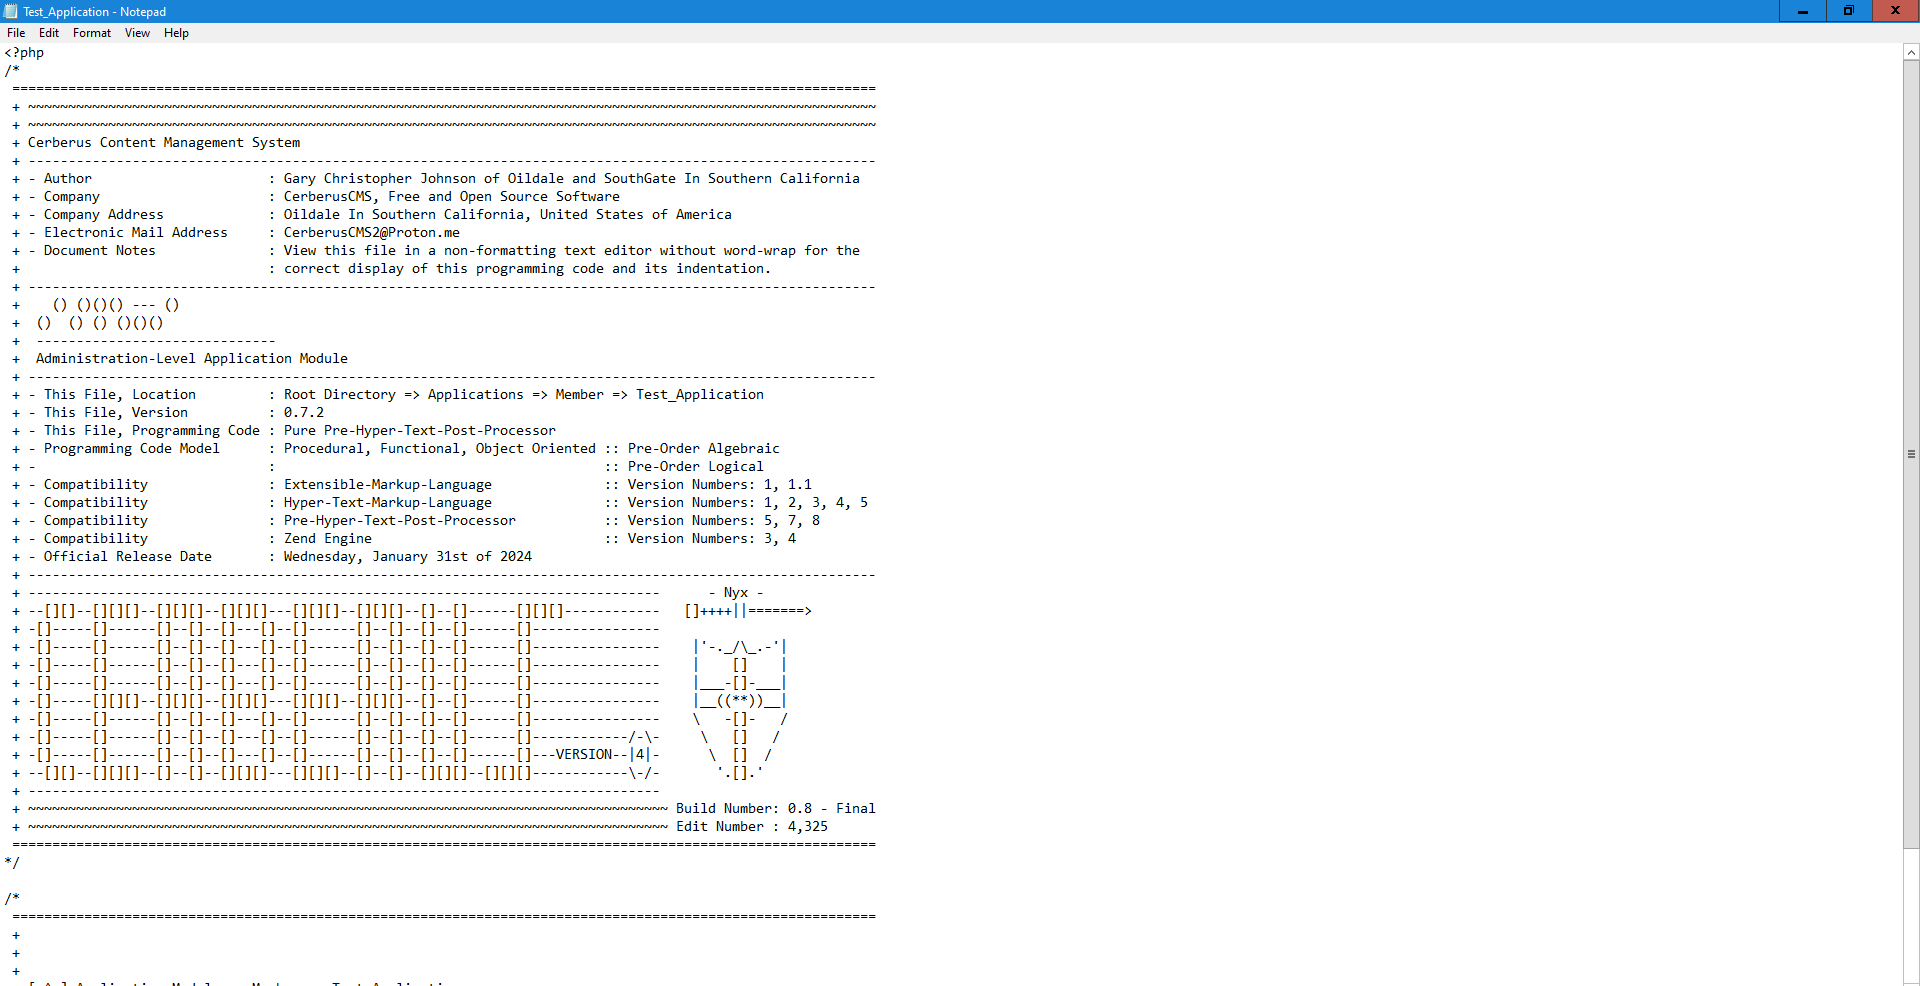 Test_Application - Notepad
File Edit Format View Help
<?php
/*
============================================================================================================
+ ~~~~~~~~~~~~~~~~~~~~~~~~~~~~~~~~~~~~~~~~~~~~~~~~~~~~~~~~~~~~~~~~~~~~~~~~~~~~~~~~~~~~~~~~~~~~~~~~~~~~~~~~~~
+ ~~~~~~~~~~~~~~~~~~~~~~~~~~~~~~~~~~~~~~~~~~~~~~~~~~~~~~~~~~~~~~~~~~~~~~~~~~~~~~~~~~~~~~~~~~~~~~~~~~~~~~~~~~
+ Cerberus Content Management System
+ ----------------------------------------------------------------------------------------------------------
+ - Author                      : Gary Christopher Johnson of Oildale and SouthGate In Southern California
+ - Company                     : CerberusCMS, Free and Open Source Software
+ - Company Address             : Oildale In Southern California, United States of America
+ - Electronic Mail Address     : CerberusCMS2@Proton.me
+ - Document Notes              : View this file in a non-formatting text editor without word-wrap for the
+                               : correct display of this programming code and its indentation.
+ ----------------------------------------------------------------------------------------------------------
+    () ()()() --- ()
+  ()  () () ()()()
+  ------------------------------
+  Administration-Level Application Module
+ ----------------------------------------------------------------------------------------------------------
+ - This File, Location         : Root Directory => Applications => Member => Test_Application
+ - This File, Version          : 0.7.2
+ - This File, Programming Code : Pure Pre-Hyper-Text-Post-Processor
+ - Programming Code Model      : Procedural, Functional, Object Oriented :: Pre-Order Algebraic
+ -                             :                                         :: Pre-Order Logical
+ - Compatibility               : Extensible-Markup-Language              :: Version Numbers: 1, 1.1
+ - Compatibility               : Hyper-Text-Markup-Language              :: Version Numbers: 1, 2, 3, 4, 5
+ - Compatibility               : Pre-Hyper-Text-Post-Processor           :: Version Numbers: 5, 7, 8
+ - Compatibility               : Zend Engine                             :: Version Numbers: 3, 4
+ - Official Release Date       : Wednesday, January 31st of 2024
+ ----------------------------------------------------------------------------------------------------------
+ -------------------------------------------------------------------------------      - Nyx -
+ --[][]--[][][]--[][][]--[][][]---[][][]--[][][]--[]--[]------[][][]------------   []++++||=======>
+ -[]-----[]------[]--[]--[]---[]--[]------[]--[]--[]------[]----------------
+ -[]-----[]------[]--[]--[]---[]--[]------[]--[]--[]------[]----------------    |'-._/\_.-'|
+ -[]-----[]------[]--[]--[]---[]--[]------[]--[]--[]------[]----------------    |    []    |
+ -[]-----[]------[]--[]--[]---[]--[]------[]--[]--[]------[]----------------    |___-[]-___|
+ -[]-----[][][]--[][][]--[][][]---[][][]--[][][]--[]--[]------[]----------------    |__((**))__|
+ -[]-----[]------[]--[]--[]--[]------[]--[]--[]--[]------[]----------------    \   -[]-   /
+ -[]-----[]------[]--[]--[]--[]------[]--[]--[]--[]------[]------------/-\-     \   []   /
+ -[]-----[]------[]--[]--[]---[]--[]------[]--[]--[]------[]---VERSION--|4|-      \  []  /
+ --[][]--[][][]--[]--[]--[][][]---[][][]--[]--[]--[][][]--[][][]------------\-/-       '.[].'
+ -------------------------------------------------------------------------------
+ ~~~~~~~~~~~~~~~~~~~~~~~~~~~~~~~~~~~~~~~~~~~~~~~~~~~~~~~~~~~~~~~~~~~~~~~~~~~~~~~~ Build Number: 0.8 - Final
+ ~~~~~~~~~~~~~~~~~~~~~~~~~~~~~~~~~~~~~~~~~~~~~~~~~~~~~~~~~~~~~~~~~~~~~~~~~~~~~~~~ Edit Number : 4,325
============================================================================================================
*/
/*
============================================================================================================
+
+
+